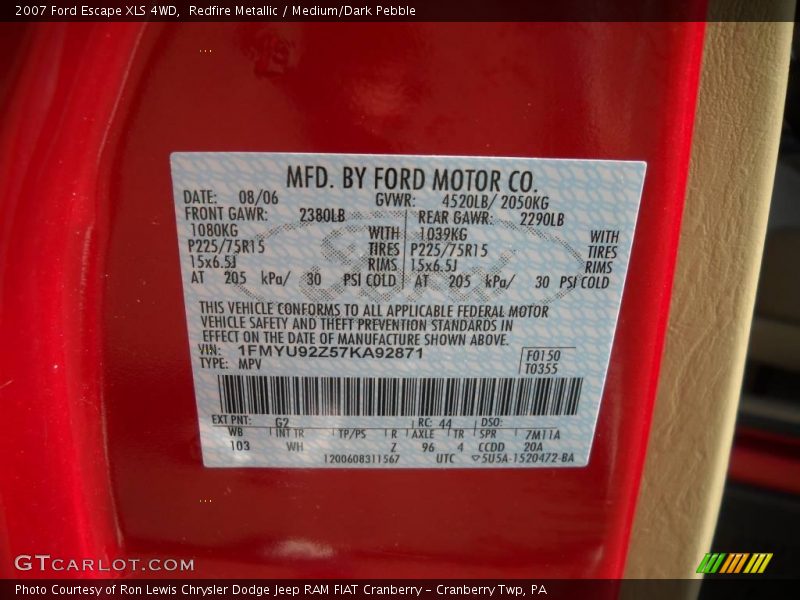 2007 Ford Escape XLS 4WD, Redfire Metallic / Medium/Dark Pebble
MFD. BY FORD MOTOR CO.
DATE: 08/06 GVWR: 4520LB/ 2050KG
FRONT GAWR: 2380LB REAR GAWR: 2290LB
1080KG WITH 1039KG WITH
P225/75R15 TIRES P225/75R15 TIRES
15x6.5J RIMS 15x6.5J RIMS
AT 205 kPa/ 30 PSI COLD AT 205 kPa/ 30 PSI COLD
THIS VEHICLE CONFORMS TO ALL APPLICABLE FEDERAL MOTOR
VEHICLE SAFETY AND THEFT PREVENTION STANDARDS IN
EFFECT ON THE DATE OF MANUFACTURE SHOWN ABOVE.
VIN: 1FMYU92Z57KA92871 F0150
TYPE: MPV T0355
EXT PNT: G2 RC: 44 DSO:
WB INT TR TP/PS R AXLE TR SPR 7M11A
103 WH Z 96 4 CCDD 20A
1200608311567 UTC 5U5A-1520472-BA
GTCARLOT.COM
Photo Courtesy of Ron Lewis Chrysler Dodge Jeep RAM FIAT Cranberry – Cranberry Twp, PA